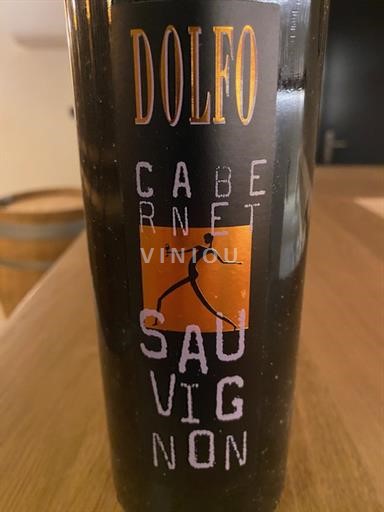 DOLFO
CABE
RNET
VINIOU
SAU
VIG
NON